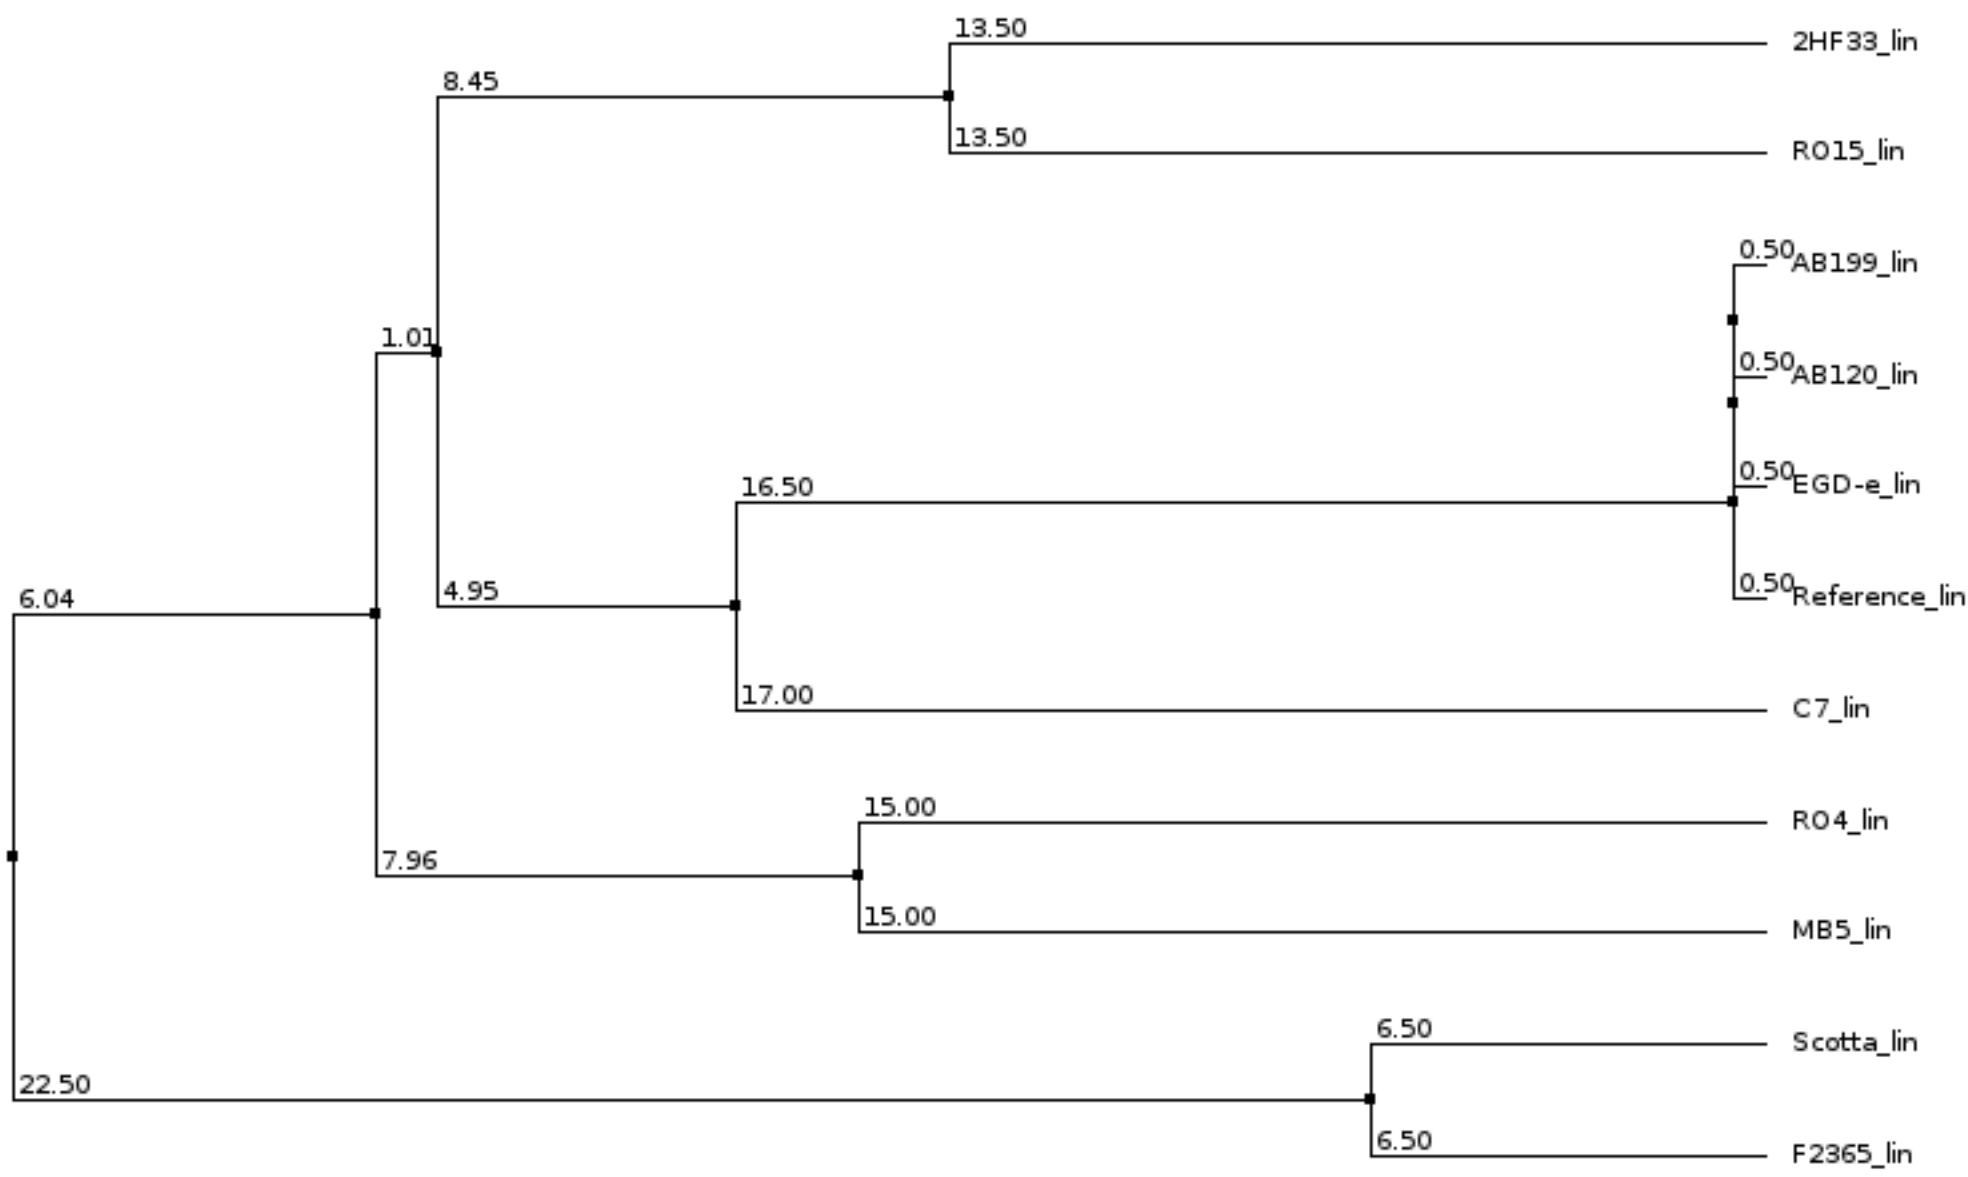 13.50
2HF33_lin
8.45
13.50
RO15_lin
0.50
AB199_lin
1.01
0.50
AB120_lin
16.50
0.50
EGD-e_lin
4.95
0.50
Reference_lin
6.04
17.00
C7_lin
15.00
RO4_lin
7.96
15.00
MB5_lin
6.50
Scotta_lin
22.50
6.50
F2365_lin